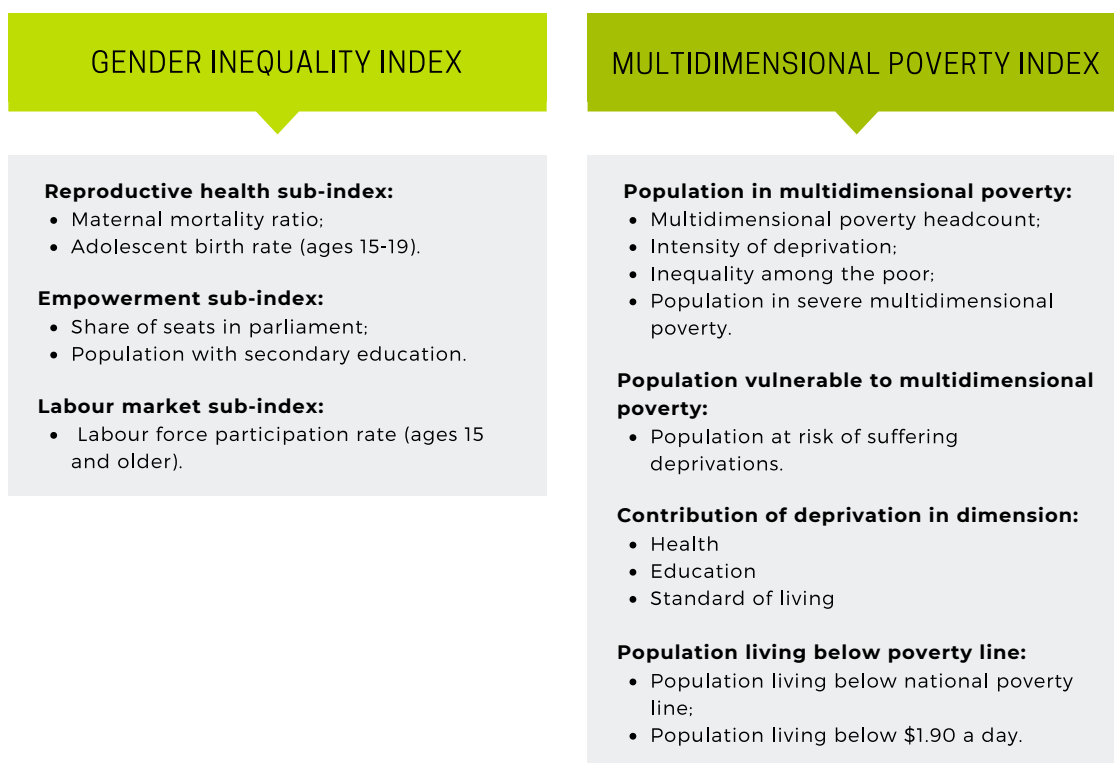 GENDER INEQUALITY INDEX
Reproductive health sub-index:
• Maternal mortality ratio;
• Adolescent birth rate (ages 15-19).
Empowerment sub-index:
• Share of seats in parliament;
• Population with secondary education.
Labour market sub-index:
• Labour force participation rate (ages 15
and older).
MULTIDIMENSIONAL POVERTY INDEX
Population in multidimensional poverty:
• Multidimensional poverty headcount;
• Intensity of deprivation;
• Inequality among the poor;
• Population in severe multidimensional
poverty.
Population vulnerable to multidimensional
poverty:
• Population at risk of suffering
deprivations.
Contribution of deprivation in dimension:
• Health
• Education
• Standard of living
Population living below poverty line:
• Population living below national poverty
line;
• Population living below $1.90 a day.